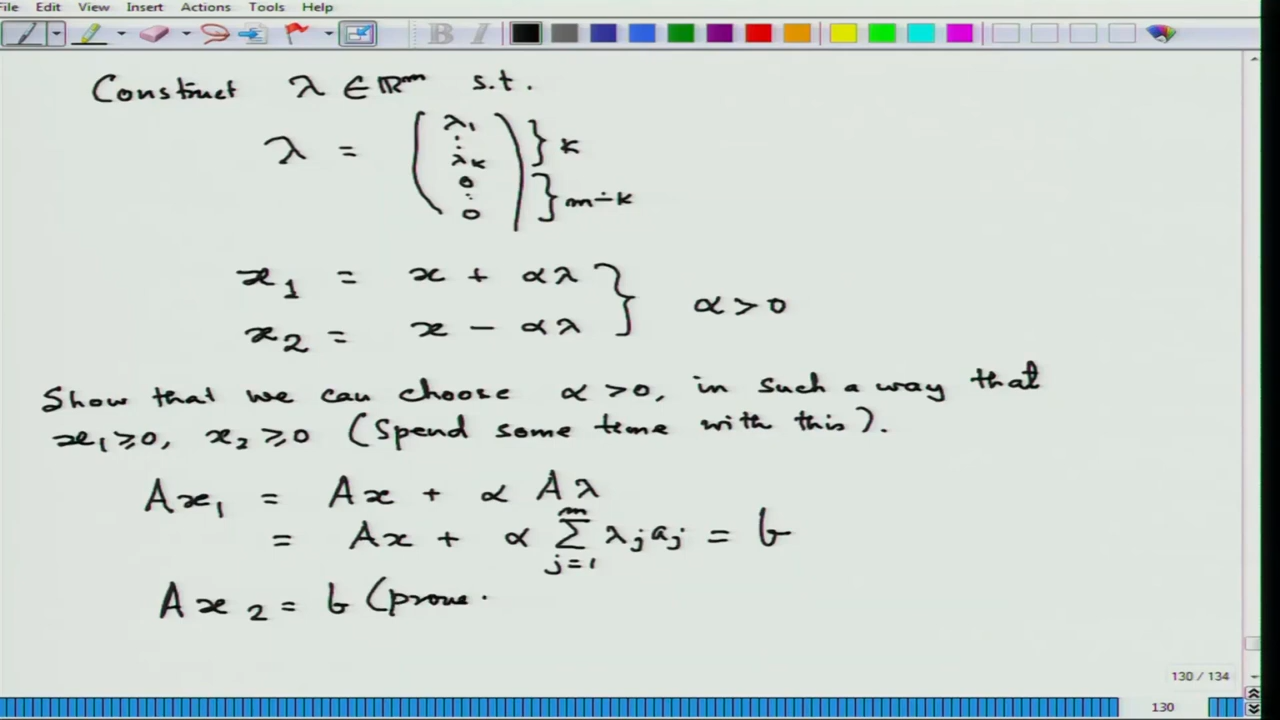 File Edit View Insert Actions Tools Help
Construct λ ∈ ℝᵐ s.t.
λ = (λ₁ ⋮ λₖ 0 ⋮ 0) } k } m-k
x₁ = x + αλ
x₂ = x - αλ } α > 0
Show that we can choose α > 0, in such a way that
x₁ ≥ 0, x₂ ≥ 0 (Spend some time with this).
Ax₁ = Ax + α Aλ
= Ax + α ∑ⱼ₌₁ᵐ λⱼaⱼ = b
Ax₂ = b (prove.
130 / 134
130